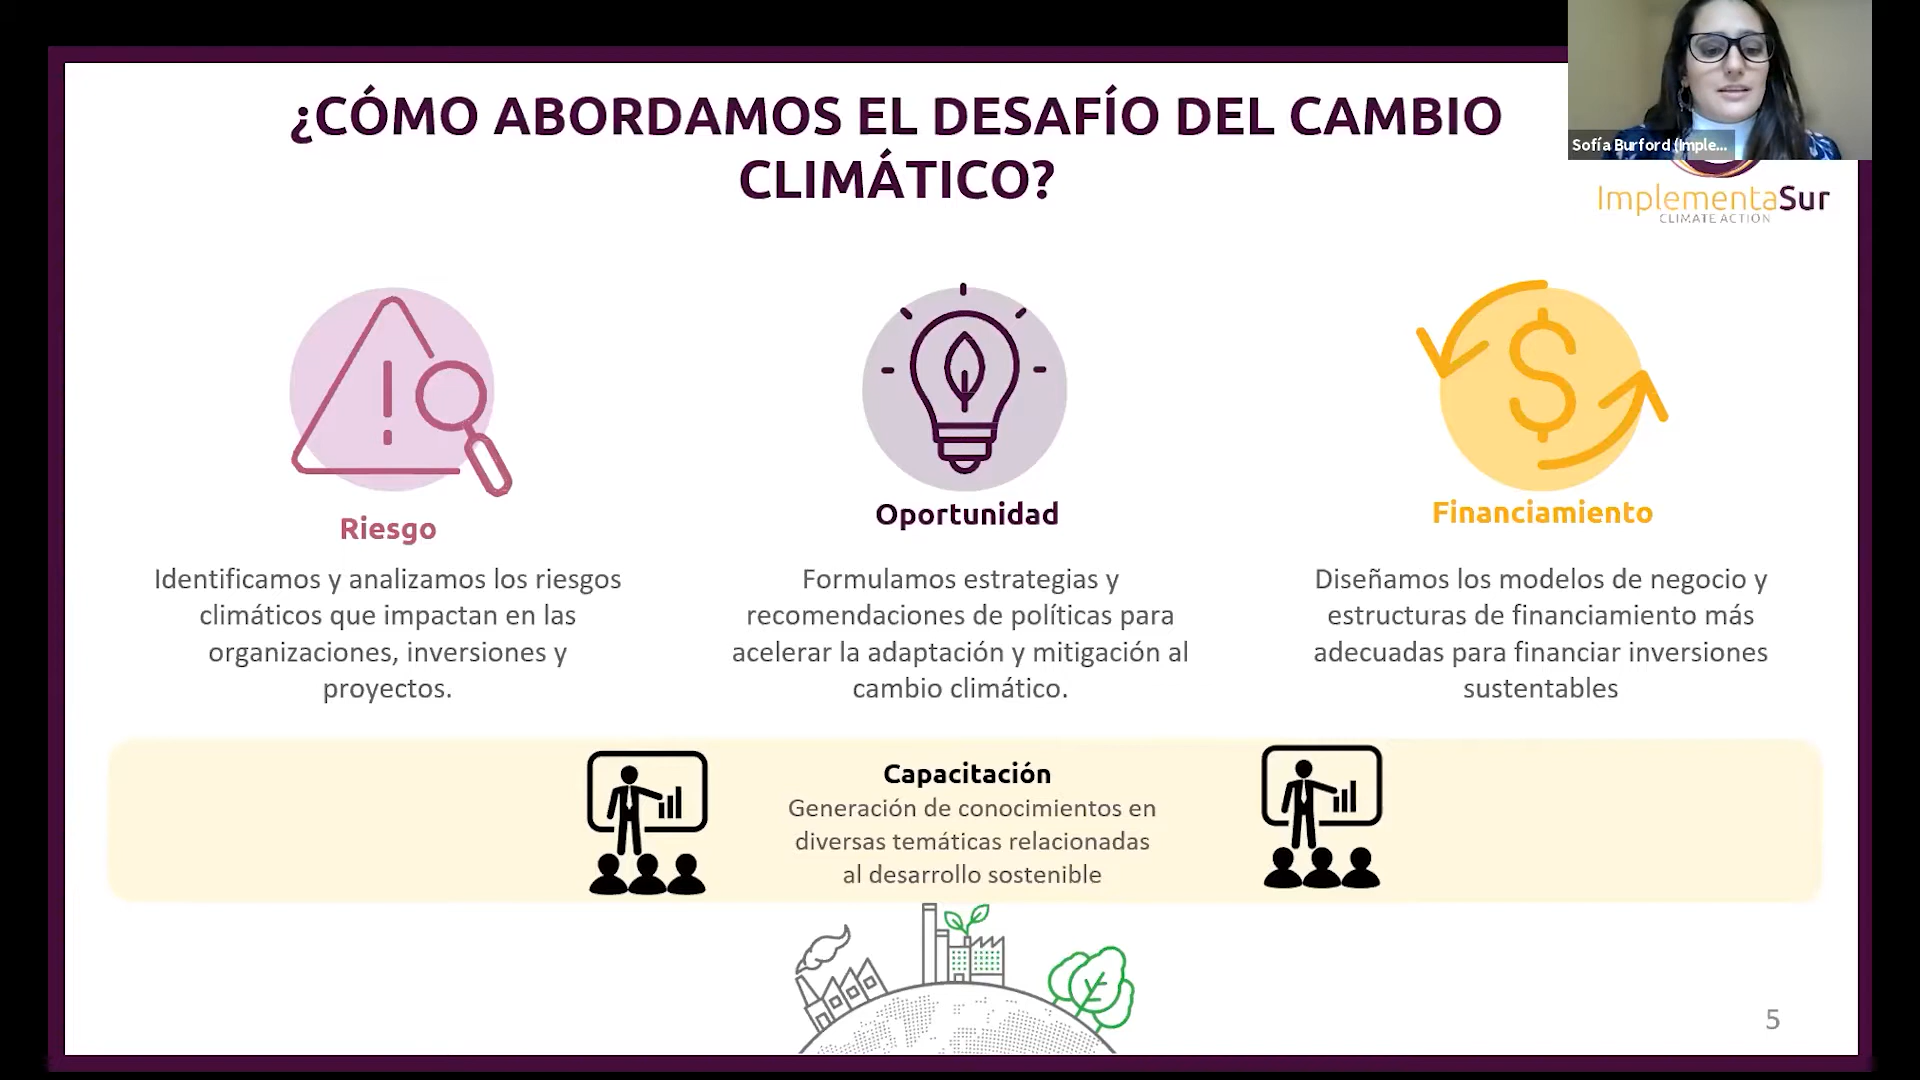 ¿CÓMO ABORDAMOS EL DESAFÍO DEL CAMBIO
CLIMÁTICO?
Sofía Burford (Imple...
ImplementaSur
CLIMATE ACTION
Riesgo
Identificamos y analizamos los riesgos
climáticos que impactan en las
organizaciones, inversiones y
proyectos.
Oportunidad
Formulamos estrategias y
recomendaciones de políticas para
acelerar la adaptación y mitigación al
cambio climático.
Financiamiento
Diseñamos los modelos de negocio y
estructuras de financiamiento más
adecuadas para financiar inversiones
sustentables
Capacitación
Generación de conocimientos en
diversas temáticas relacionadas
al desarrollo sostenible
5